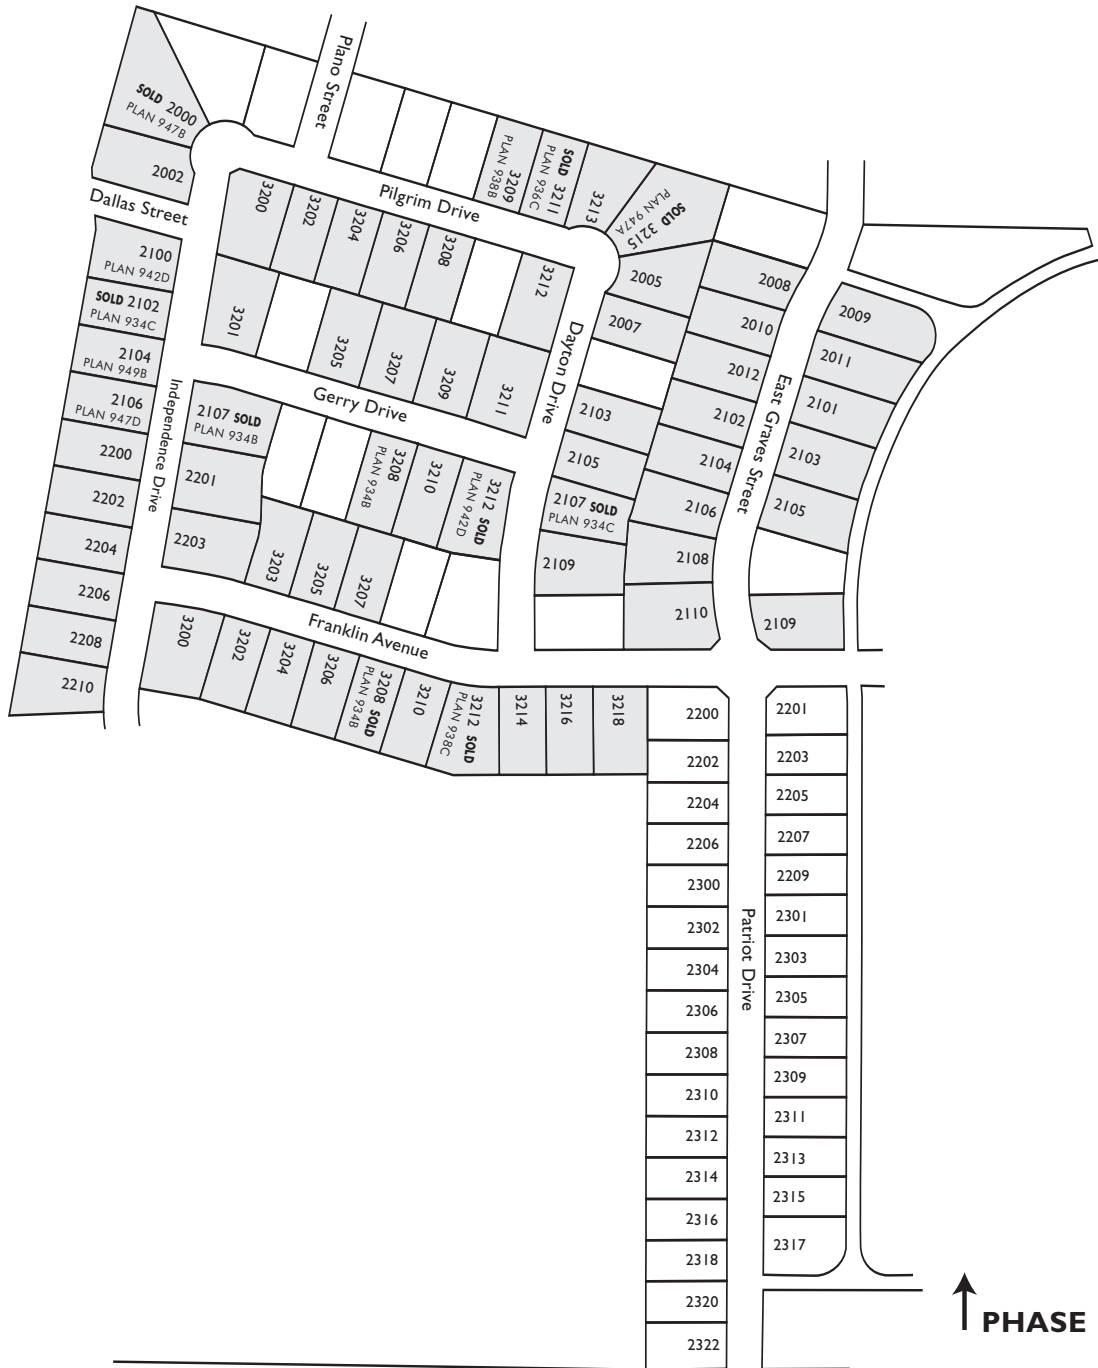 Plano Street
SOLD 2000
PLAN 947B
2002
Dallas Street
Pilgrim Drive
3209
PLAN 938B
SOLD 3211
PLAN 936C
3213
SOLD 3215
PLAN 947A
3200
3202
3204
3206
3208
3212
2100
PLAN 942D
SOLD 2102
PLAN 934C
2104
PLAN 949B
2106
PLAN 947D
2200
2202
2204
2206
2208
2210
Independence Drive
3201
3205
3207
3209
3211
Gerry Drive
Dayton Drive
2005
2007
2103
2105
2107 SOLD
PLAN 934C
2109
2008
2010
2012
2102
2104
2106
2108
2110
East Graves Street
2009
2011
2101
2103
2105
2109
2107 SOLD
PLAN 934B
2201
2203
3208
PLAN 934B
3210
3212 SOLD
PLAN 942D
3203
3205
3207
Franklin Avenue
3200
3202
3204
3206
3208 SOLD
PLAN 934B
3210
3212 SOLD
PLAN 938C
3214
3216
3218
2200
2202
2204
2206
2300
2302
2304
2306
2308
2310
2312
2314
2316
2318
2320
2322
Patriot Drive
2201
2203
2205
2207
2209
2301
2303
2305
2307
2309
2311
2313
2315
2317
PHASE